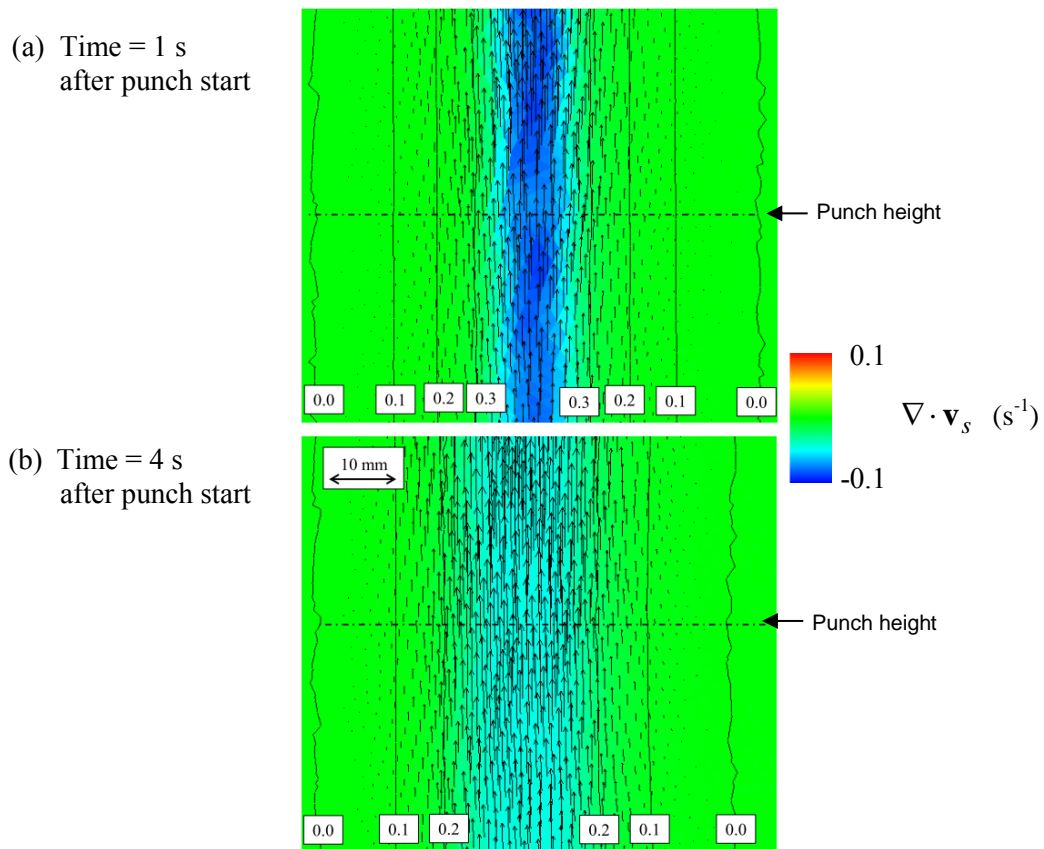 (a) Time = 1 s
after punch start
Punch height
0.0 0.1 0.2 0.3 0.3 0.2 0.1 0.0
0.1
∇ · v_s (s⁻¹)
-0.1
(b) Time = 4 s
after punch start
10 mm
Punch height
0.0 0.1 0.2 0.2 0.1 0.0